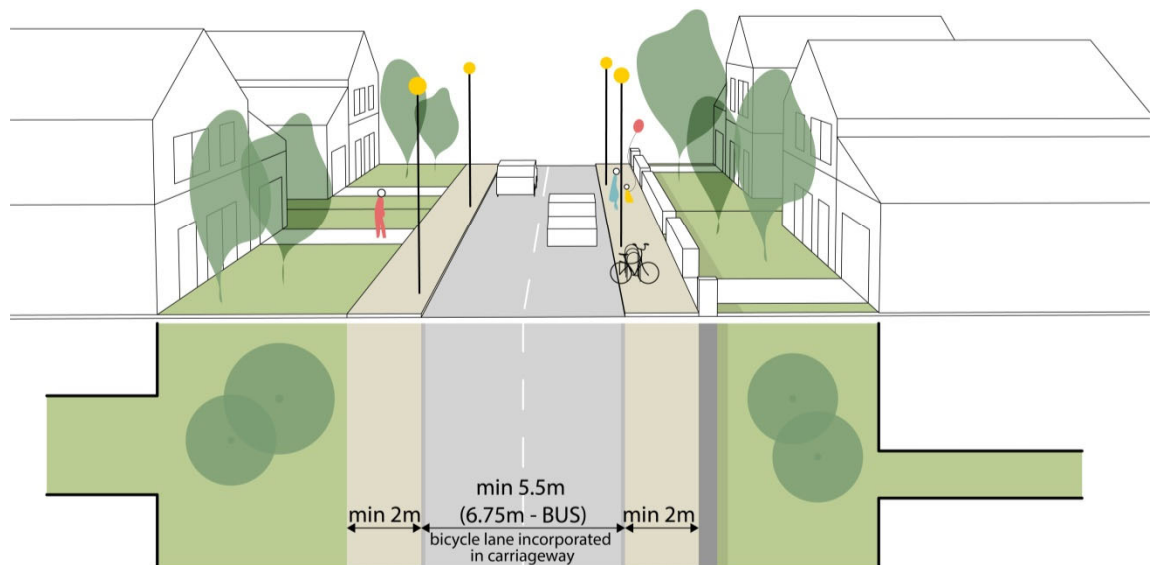 min 5.5m
(6.75m - BUS)
min 2m
min 2m
bicycle lane incorporated
in carriageway